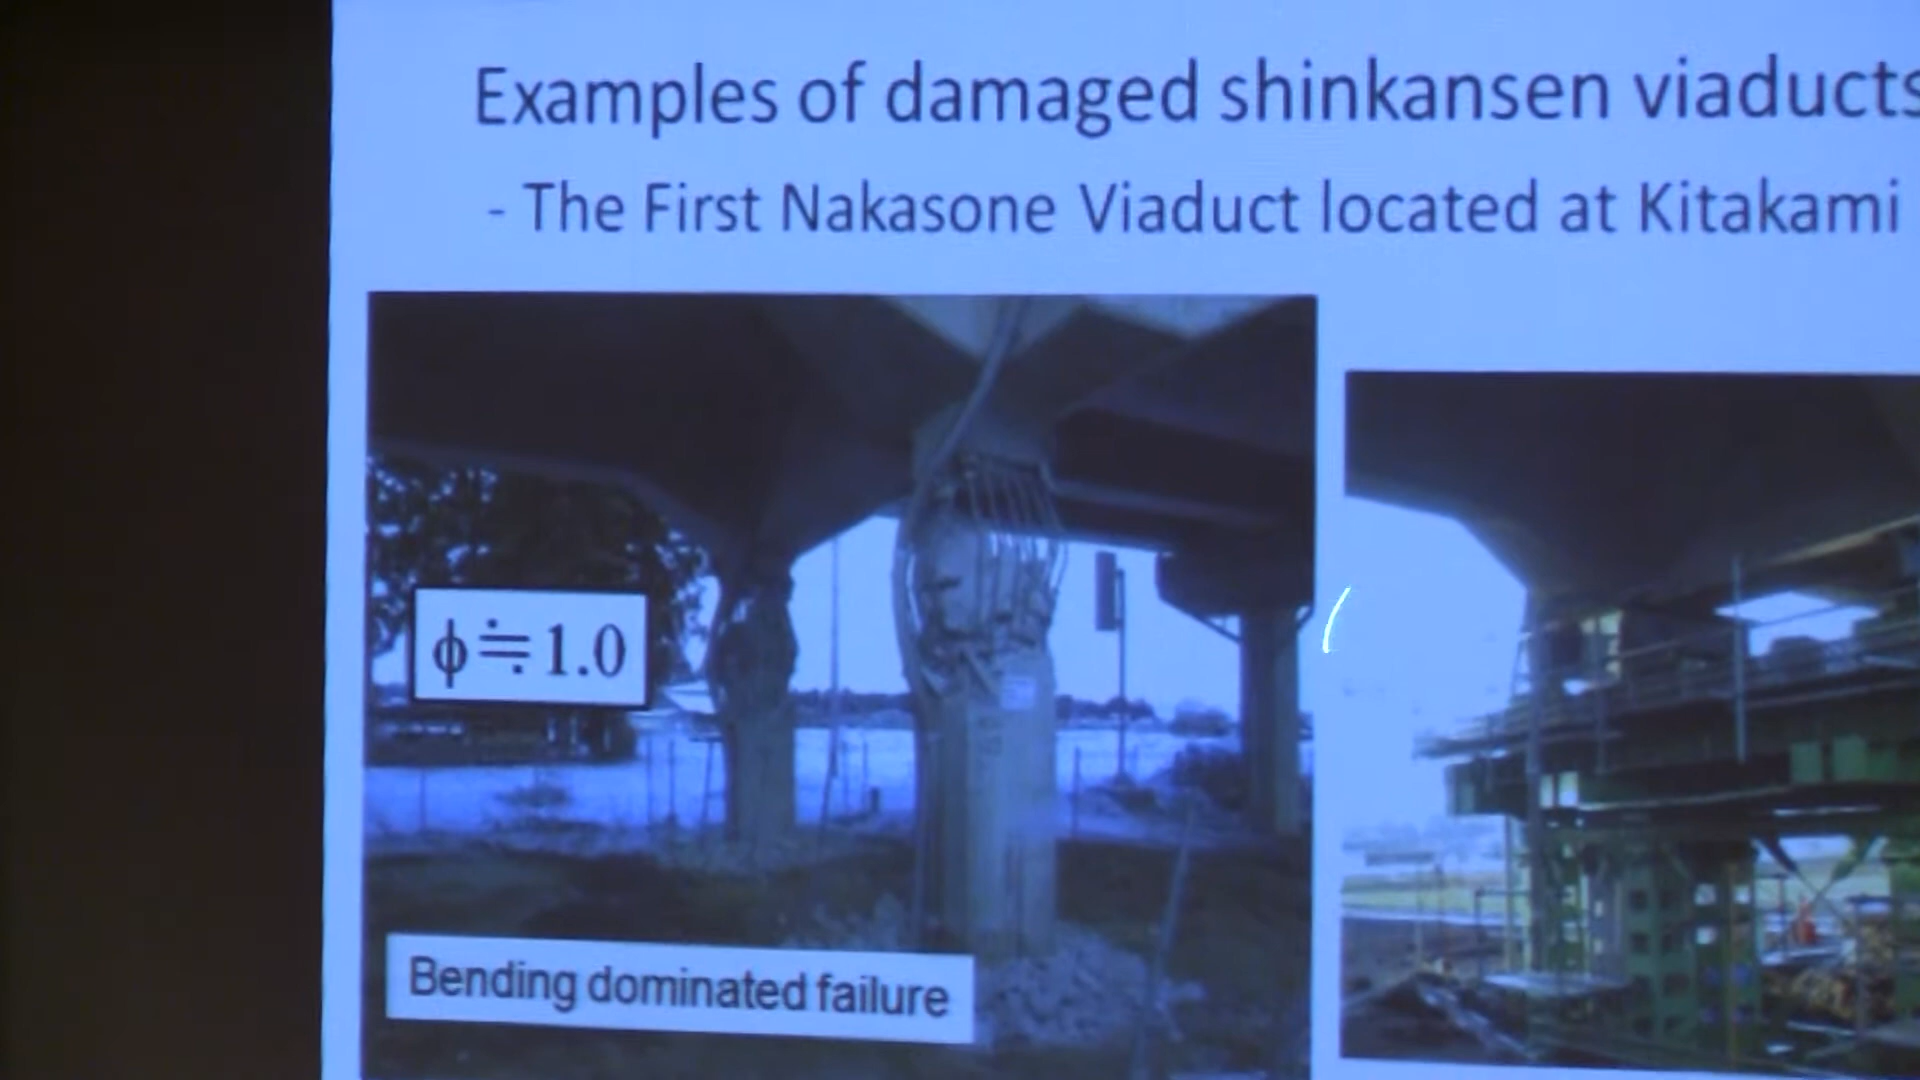 Examples of damaged shinkansen viaducts
- The First Nakasone Viaduct located at Kitakami
ϕ≒1.0
Bending dominated failure